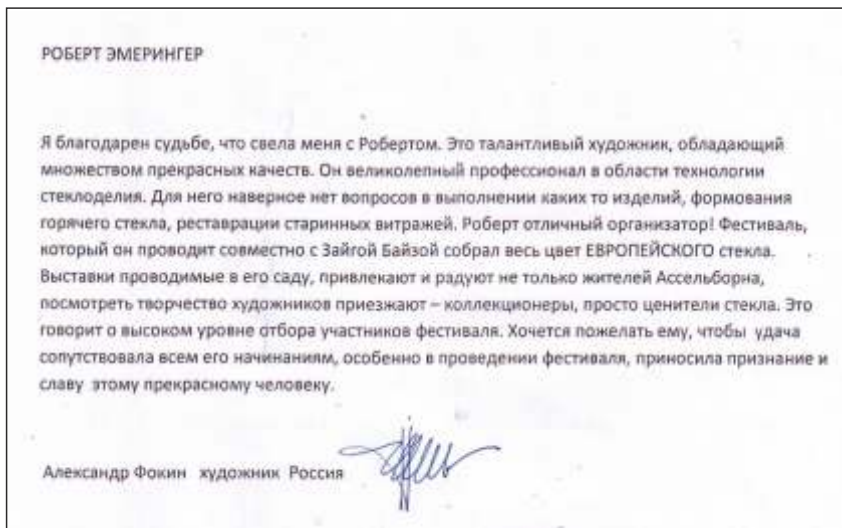 РОБЕРТ ЭМЕРИНГЕР
Я благодарен судьбе, что свела меня с Робертом. Это талантливый художник, обладающий
множеством прекрасных качеств. Он великолепный профессионал в области технологии
стеклоделия. Для него наверное нет вопросов в выполнении каких то изделий, формования
горячего стекла, реставрации старинных витражей. Роберт отличный организатор! Фестиваль,
который он проводит совместно с Зайгой Байзой собрал весь цвет ЕВРОПЕЙСКОГО стекла.
Выставки проводимые в его саду, привлекают и радуют не только жителей Ассельборна,
посмотреть творчество художников приезжают – коллекционеры, просто ценители стекла. Это
говорит о высоком уровне отбора участников фестиваля. Хочется пожелать ему, чтобы удача
сопутствовала всем его начинаниям, особенно в проведении фестиваля, приносила признание и
славу этому прекрасному человеку.
Александр Фокин художник Россия